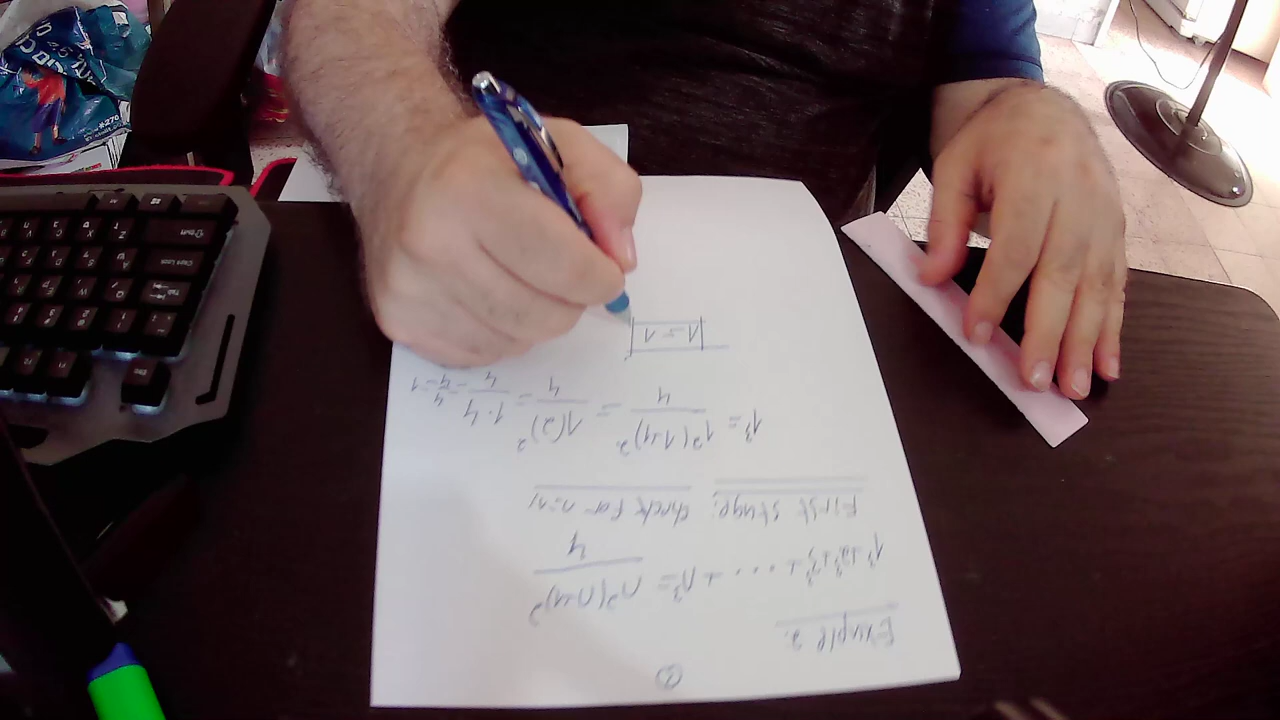 ②
Example 2:
1³+2³+3³+....+n³= n²(n+1)²/4
First stage: check for n=1
1³= 1²(1+1)²/4 = 1(2)²/4 = 1·4/4 = 4/4 = 1
1=1